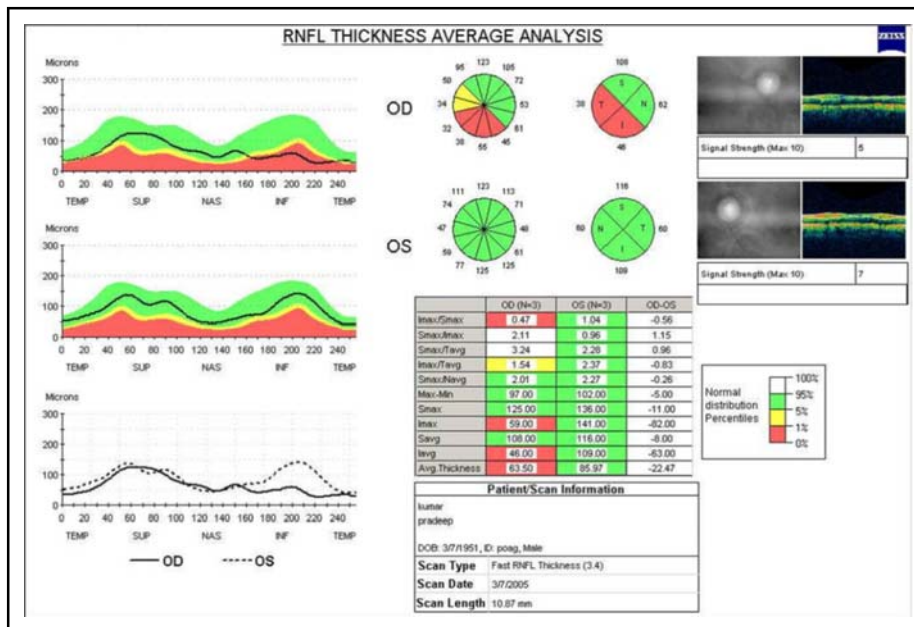 RNFL THICKNESS AVERAGE ANALYSIS
ZEISS
Microns
300
200
100
0
0 20 40 60 80 100 120 140 160 180 200 220 240
TEMP SUP NAS INF TEMP
OD
123
95 105
50 72
34 53
32 61
38 46
55
108
S
38 T N 62
I
46
Signal Strength (Max 10) 5
Microns
300
200
100
0
0 20 40 60 80 100 120 140 160 180 200 220 240
TEMP SUP NAS INF TEMP
OS
123
111 113
74 71
47 48
59 61
77 125
125
116
S
60 N T 60
I
109
Signal Strength (Max 10) 7
Microns
300
200
100
0
0 20 40 60 80 100 120 140 160 180 200 220 240
TEMP SUP NAS INF TEMP
OD OS
OD (N=3) OS (N=3) OD-OS
Imax/Smax 0.47 1.04 -0.56
Smax/Imax 2.11 0.96 1.15
Smax/Tavg 3.24 2.28 0.96
Imax/Tavg 1.54 2.37 -0.83
Smax/Navg 2.01 2.27 -0.26
Max-Min 97.00 102.00 -5.00
Smax 125.00 136.00 -11.00
Imax 59.00 141.00 -82.00
Savg 108.00 116.00 -8.00
Iavg 46.00 109.00 -63.00
Avg.Thickness 63.50 85.97 -22.47
Normal
distribution
Percentiles
100%
95%
5%
1%
0%
Patient/Scan Information
kumar
pradeep
DOB: 3/7/1951, ID: poag, Male
Scan Type Fast RNFL Thickness (3.4)
Scan Date 3/7/2005
Scan Length 10.87 mm